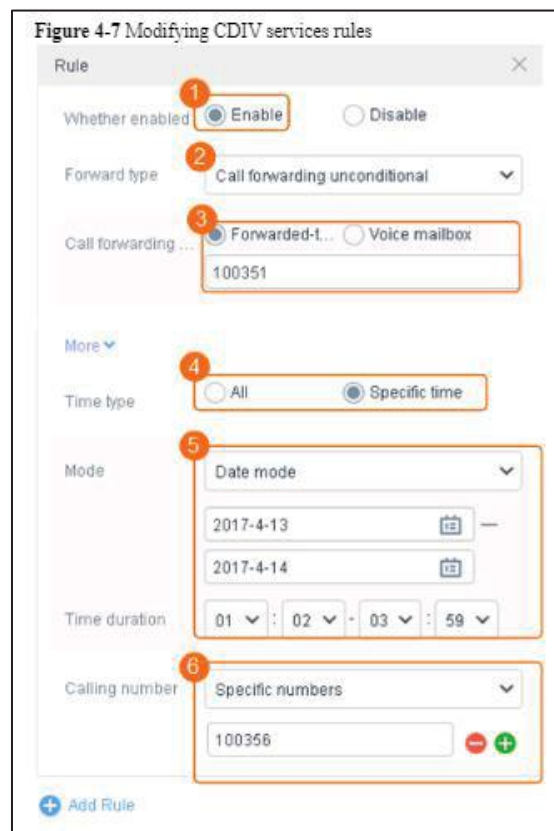 Figure 4-7 Modifying CDIV services rules
Rule
1
Whether enabled Enable Disable
2
Forward type Call forwarding unconditional
3
Call forwarding ... Forwarded-t... Voice mailbox
100351
More
4
Time type All Specific time
5
Mode Date mode
2017-4-13 —
2017-4-14
Time duration 01 : 02 - 03 : 59
6
Calling number Specific numbers
100356
Add Rule